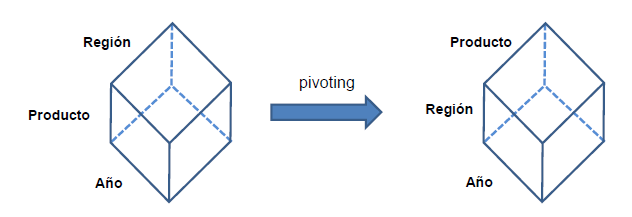 Región
Producto
Año
pivoting
Producto
Región
Año